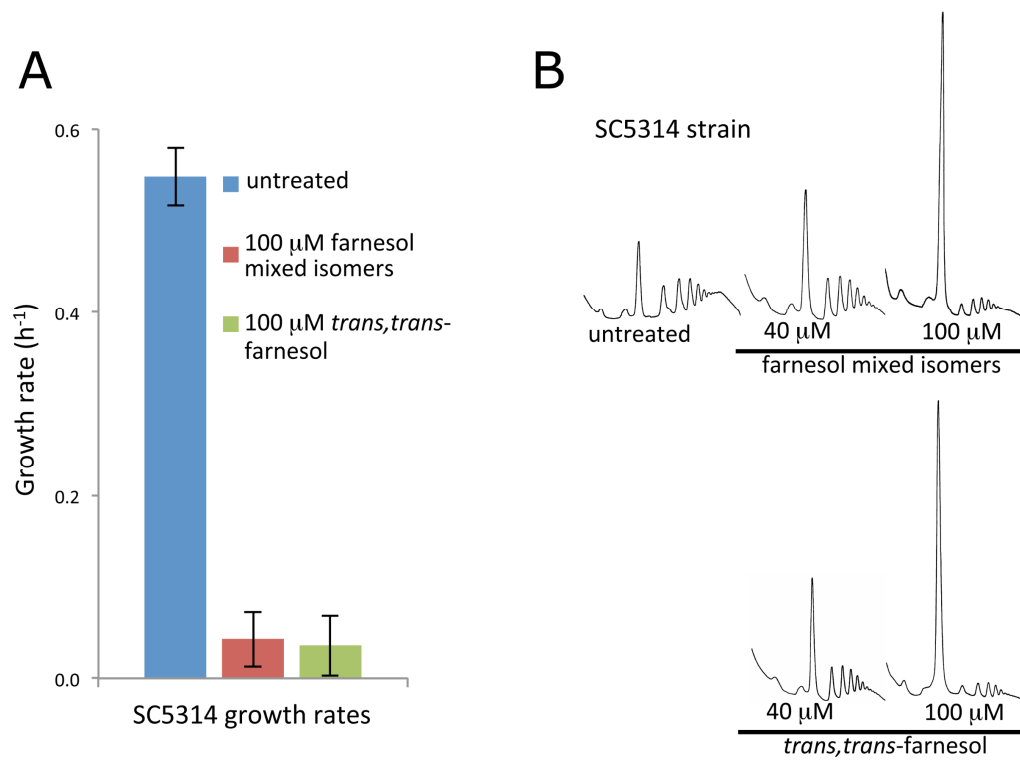 A
0.6
0.4
0.2
0.0
Growth rate (h-1)
untreated
100 μM farnesol
mixed isomers
100 μM trans,trans-
farnesol
SC5314 growth rates
B
SC5314 strain
untreated
40 μM
100 μM
farnesol mixed isomers
40 μM
100 μM
trans,trans-farnesol